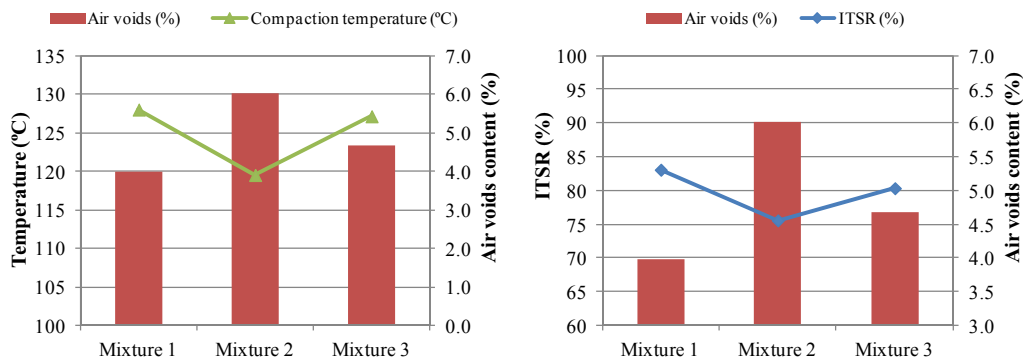 Air voids (%) Compaction temperature (ºC)
135 7.0
130 6.0
125 5.0
120 4.0
115 3.0
110 2.0
105 1.0
100 0.0
Temperature (ºC)
Air voids content (%)
Mixture 1 Mixture 2 Mixture 3
Air voids (%) ITSR (%)
100 7.0
95 6.5
90 6.0
85 5.5
80 5.0
75 4.5
70 4.0
65 3.5
60 3.0
ITSR (%)
Air voids content (%)
Mixture 1 Mixture 2 Mixture 3